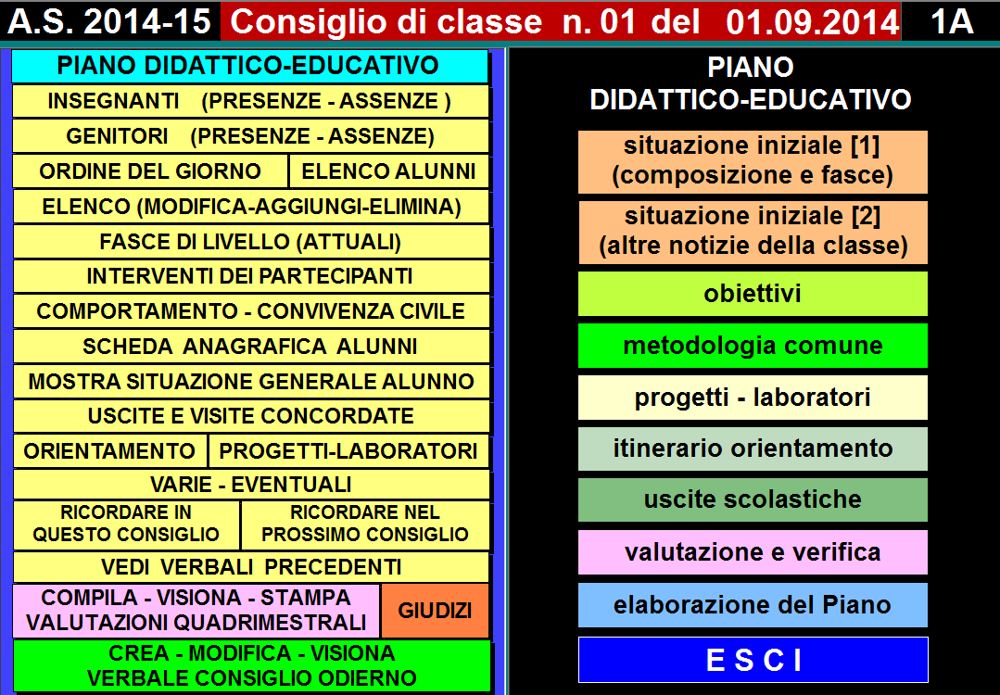 A.S. 2014-15 Consiglio di classe n. 01 del 01.09.2014 1A
PIANO DIDATTICO-EDUCATIVO
INSEGNANTI (PRESENZE - ASSENZE )
GENITORI (PRESENZE - ASSENZE)
ORDINE DEL GIORNO
ELENCO ALUNNI
ELENCO (MODIFICA-AGGIUNGI-ELIMINA)
FASCE DI LIVELLO (ATTUALI)
INTERVENTI DEI PARTECIPANTI
COMPORTAMENTO - CONVIVENZA CIVILE
SCHEDA ANAGRAFICA ALUNNI
MOSTRA SITUAZIONE GENERALE ALUNNO
USCITE E VISITE CONCORDATE
ORIENTAMENTO
PROGETTI-LABORATORI
VARIE - EVENTUALI
RICORDARE IN
QUESTO CONSIGLIO
RICORDARE NEL
PROSSIMO CONSIGLIO
VEDI VERBALI PRECEDENTI
COMPILA - VISIONA - STAMPA
VALUTAZIONI QUADRIMESTRALI
GIUDIZI
CREA - MODIFICA - VISIONA
VERBALE CONSIGLIO ODIERNO
PIANO
DIDATTICO-EDUCATIVO
situazione iniziale [1]
(composizione e fasce)
situazione iniziale [2]
(altre notizie della classe)
obiettivi
metodologia comune
progetti - laboratori
itinerario orientamento
uscite scolastiche
valutazione e verifica
elaborazione del Piano
E S C I